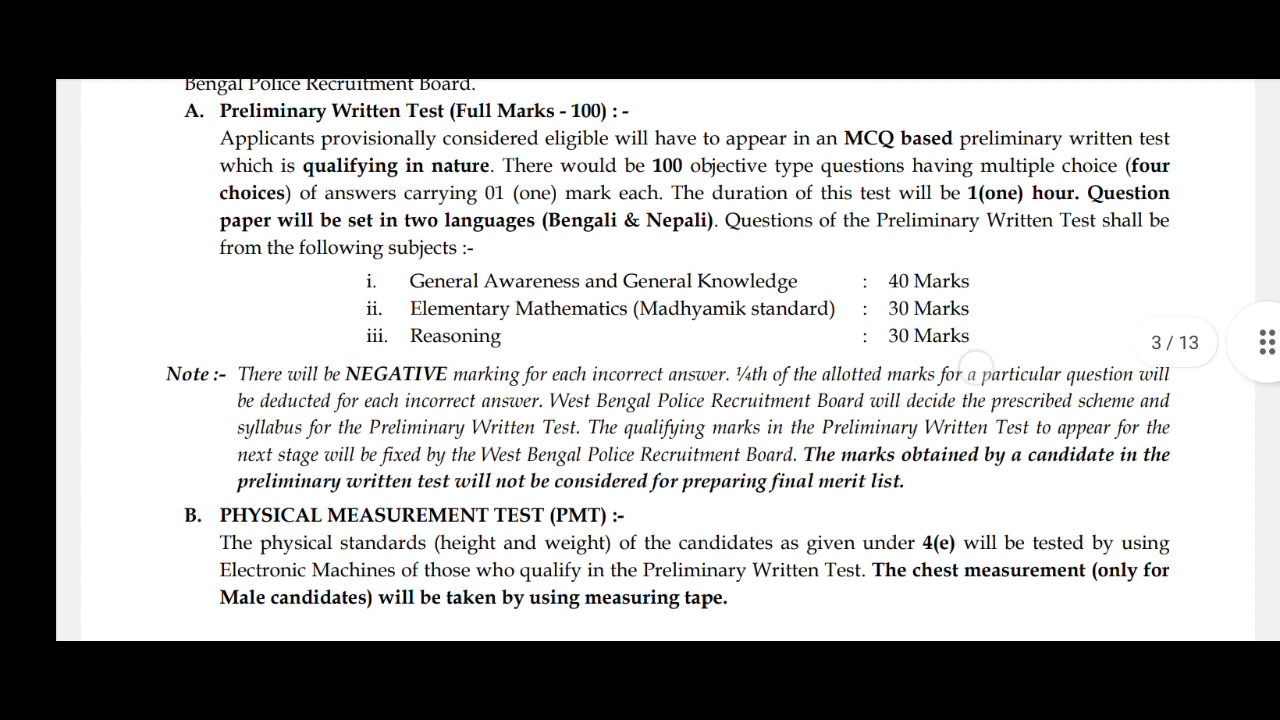 Bengal Police Recruitment Board.
A. Preliminary Written Test (Full Marks - 100) : -
Applicants provisionally considered eligible will have to appear in an MCQ based preliminary written test
which is qualifying in nature. There would be 100 objective type questions having multiple choice (four
choices) of answers carrying 01 (one) mark each. The duration of this test will be 1(one) hour. Question
paper will be set in two languages (Bengali & Nepali). Questions of the Preliminary Written Test shall be
from the following subjects :-
i. General Awareness and General Knowledge : 40 Marks
ii. Elementary Mathematics (Madhyamik standard) : 30 Marks
iii. Reasoning : 30 Marks
3 / 13
Note :- There will be NEGATIVE marking for each incorrect answer. ¼th of the allotted marks for a particular question will
be deducted for each incorrect answer. West Bengal Police Recruitment Board will decide the prescribed scheme and
syllabus for the Preliminary Written Test. The qualifying marks in the Preliminary Written Test to appear for the
next stage will be fixed by the West Bengal Police Recruitment Board. The marks obtained by a candidate in the
preliminary written test will not be considered for preparing final merit list.
B. PHYSICAL MEASUREMENT TEST (PMT) :-
The physical standards (height and weight) of the candidates as given under 4(e) will be tested by using
Electronic Machines of those who qualify in the Preliminary Written Test. The chest measurement (only for
Male candidates) will be taken by using measuring tape.